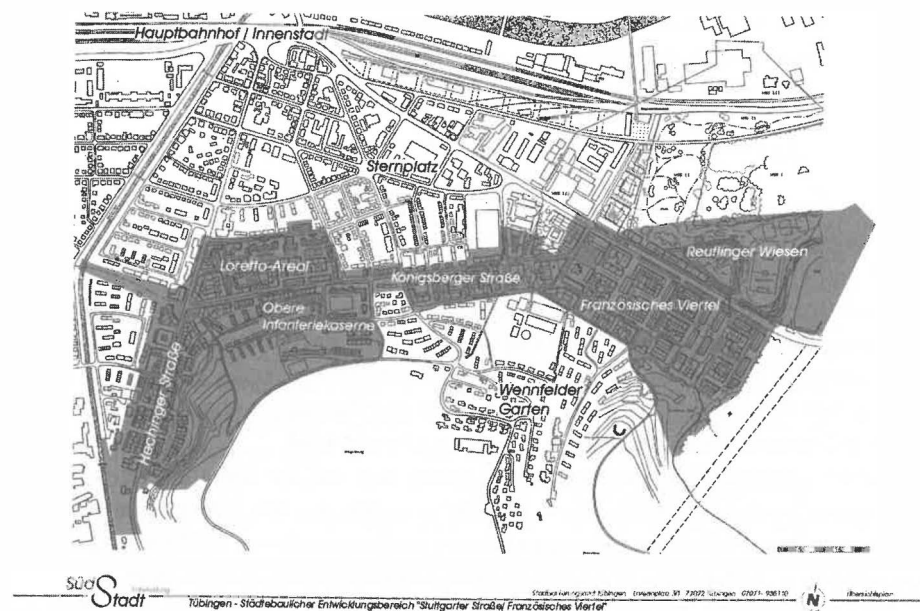 Hauptbahnhof / Innenstadt
Sternplatz
Reutlinger Wiesen
Loretto-Areal
Königsberger Straße
Französisches Viertel
Obere
Infanteriekaserne
Hechinger Straße
Wennfelder
Garten
Süd
Stadt
N
Tübingen - Städtebaulicher Entwicklungsbereich "Stuttgarter Straße/ Französisches Viertel"